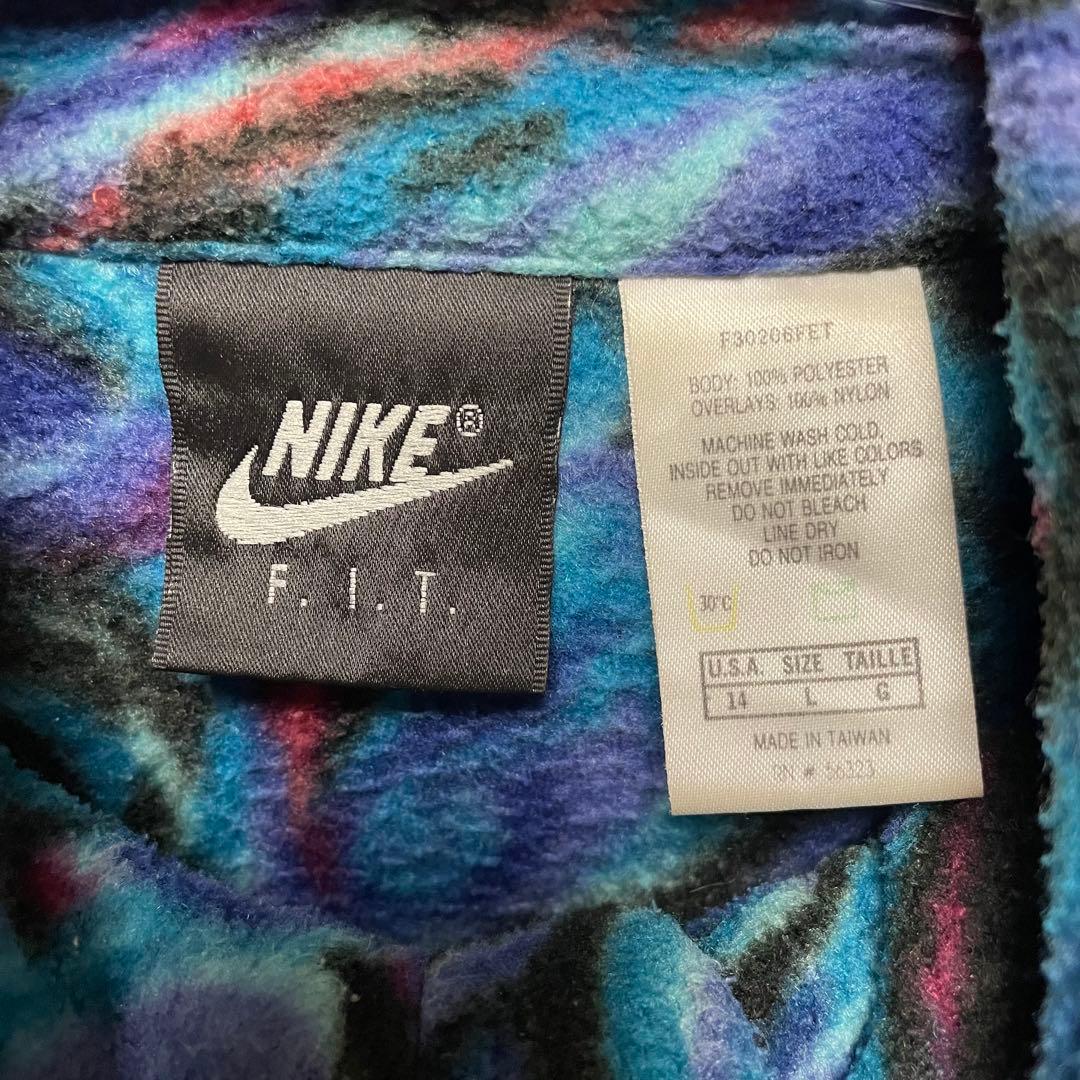 NIKE®
F. I. T.
F30206FET
BODY: 100% POLYESTER
OVERLAYS: 100% NYLON
MACHINE WASH COLD,
INSIDE OUT WITH LIKE COLORS
REMOVE IMMEDIATELY
DO NOT BLEACH
LINE DRY
DO NOT IRON
30°C
U.S.A. SIZE TAILLE
14 L G
MADE IN TAIWAN
RN # 56323